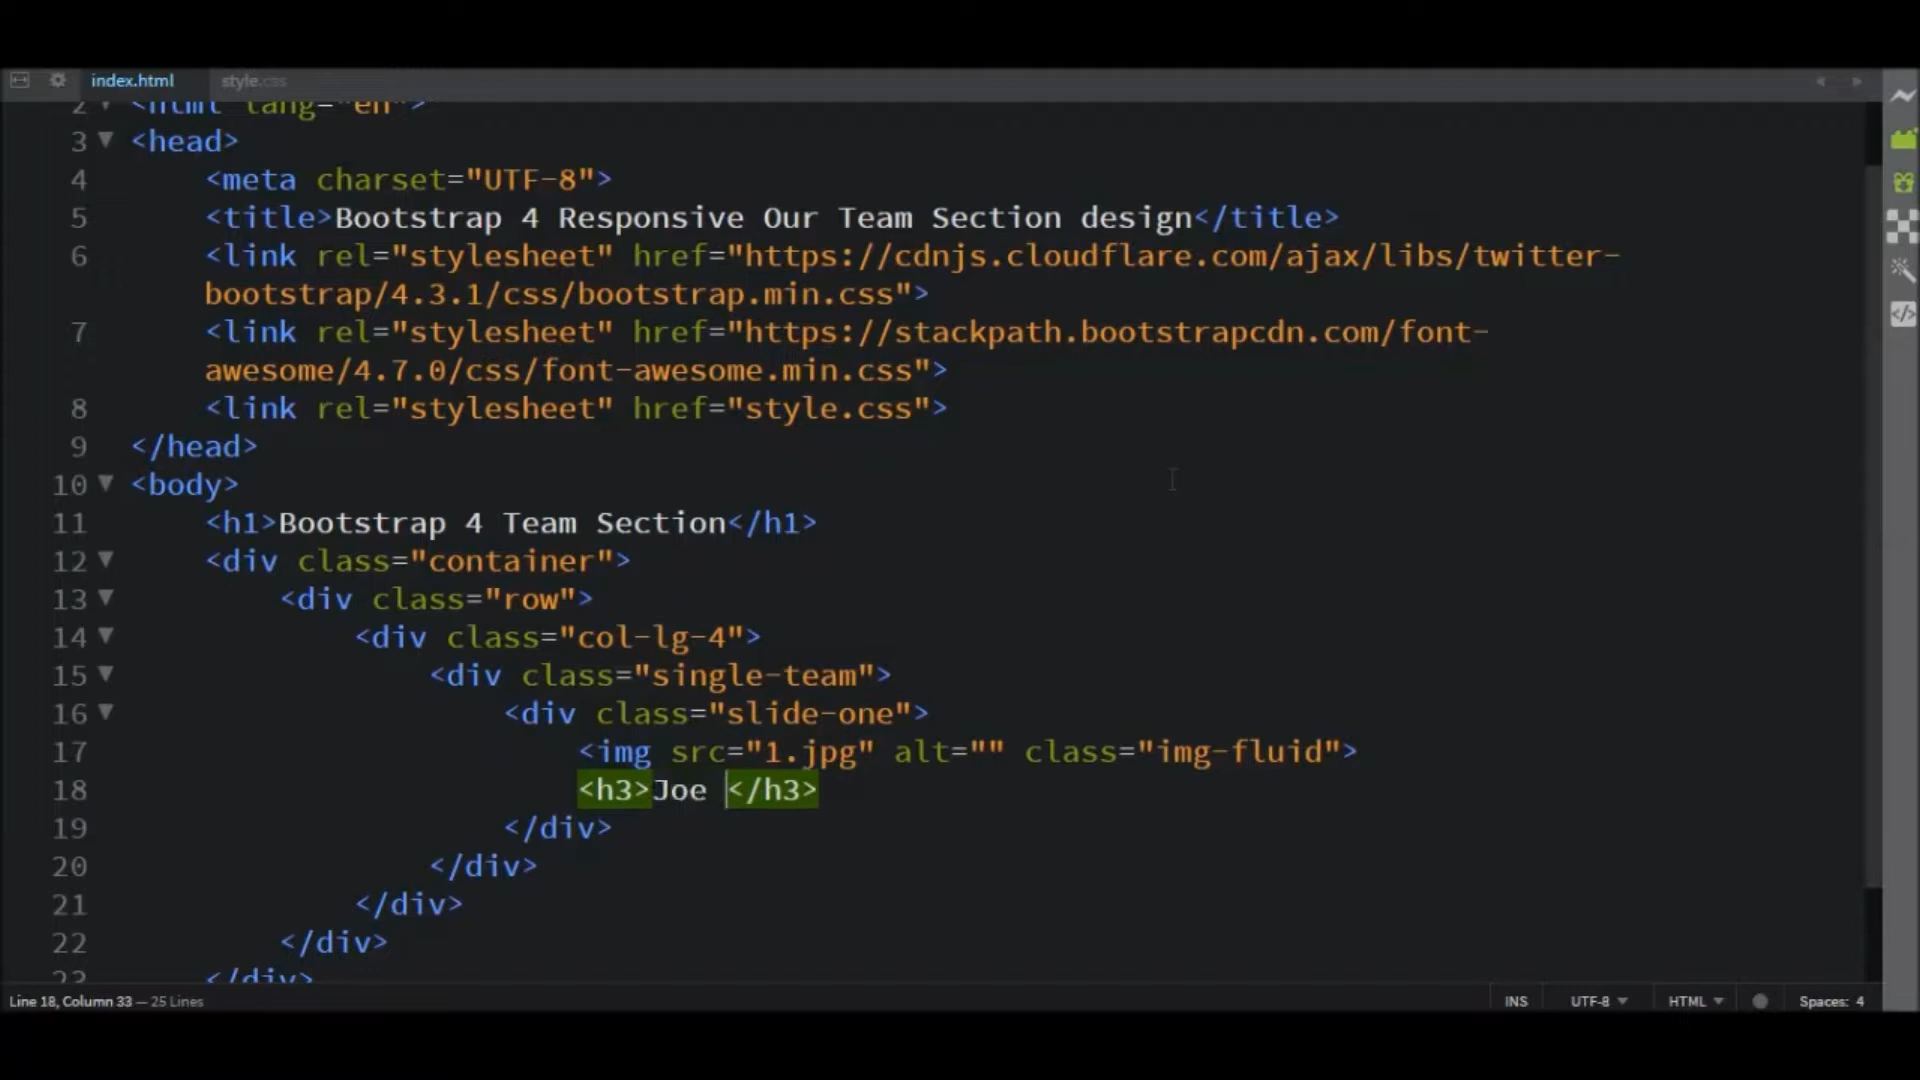 index.html style.css
2 <html lang="en">
3 <head>
4 <meta charset="UTF-8">
5 <title>Bootstrap 4 Responsive Our Team Section design</title>
6 <link rel="stylesheet" href="https://cdnjs.cloudflare.com/ajax/libs/twitter-
bootstrap/4.3.1/css/bootstrap.min.css">
7 <link rel="stylesheet" href="https://stackpath.bootstrapcdn.com/font-
awesome/4.7.0/css/font-awesome.min.css">
8 <link rel="stylesheet" href="style.css">
9 </head>
10 <body>
11 <h1>Bootstrap 4 Team Section</h1>
12 <div class="container">
13 <div class="row">
14 <div class="col-lg-4">
15 <div class="single-team">
16 <div class="slide-one">
17 <img src="1.jpg" alt="" class="img-fluid">
18 <h3>Joe </h3>
19 </div>
20 </div>
21 </div>
22 </div>
23 </div>
Line 18, Column 33 — 25 Lines INS UTF-8 HTML Spaces: 4